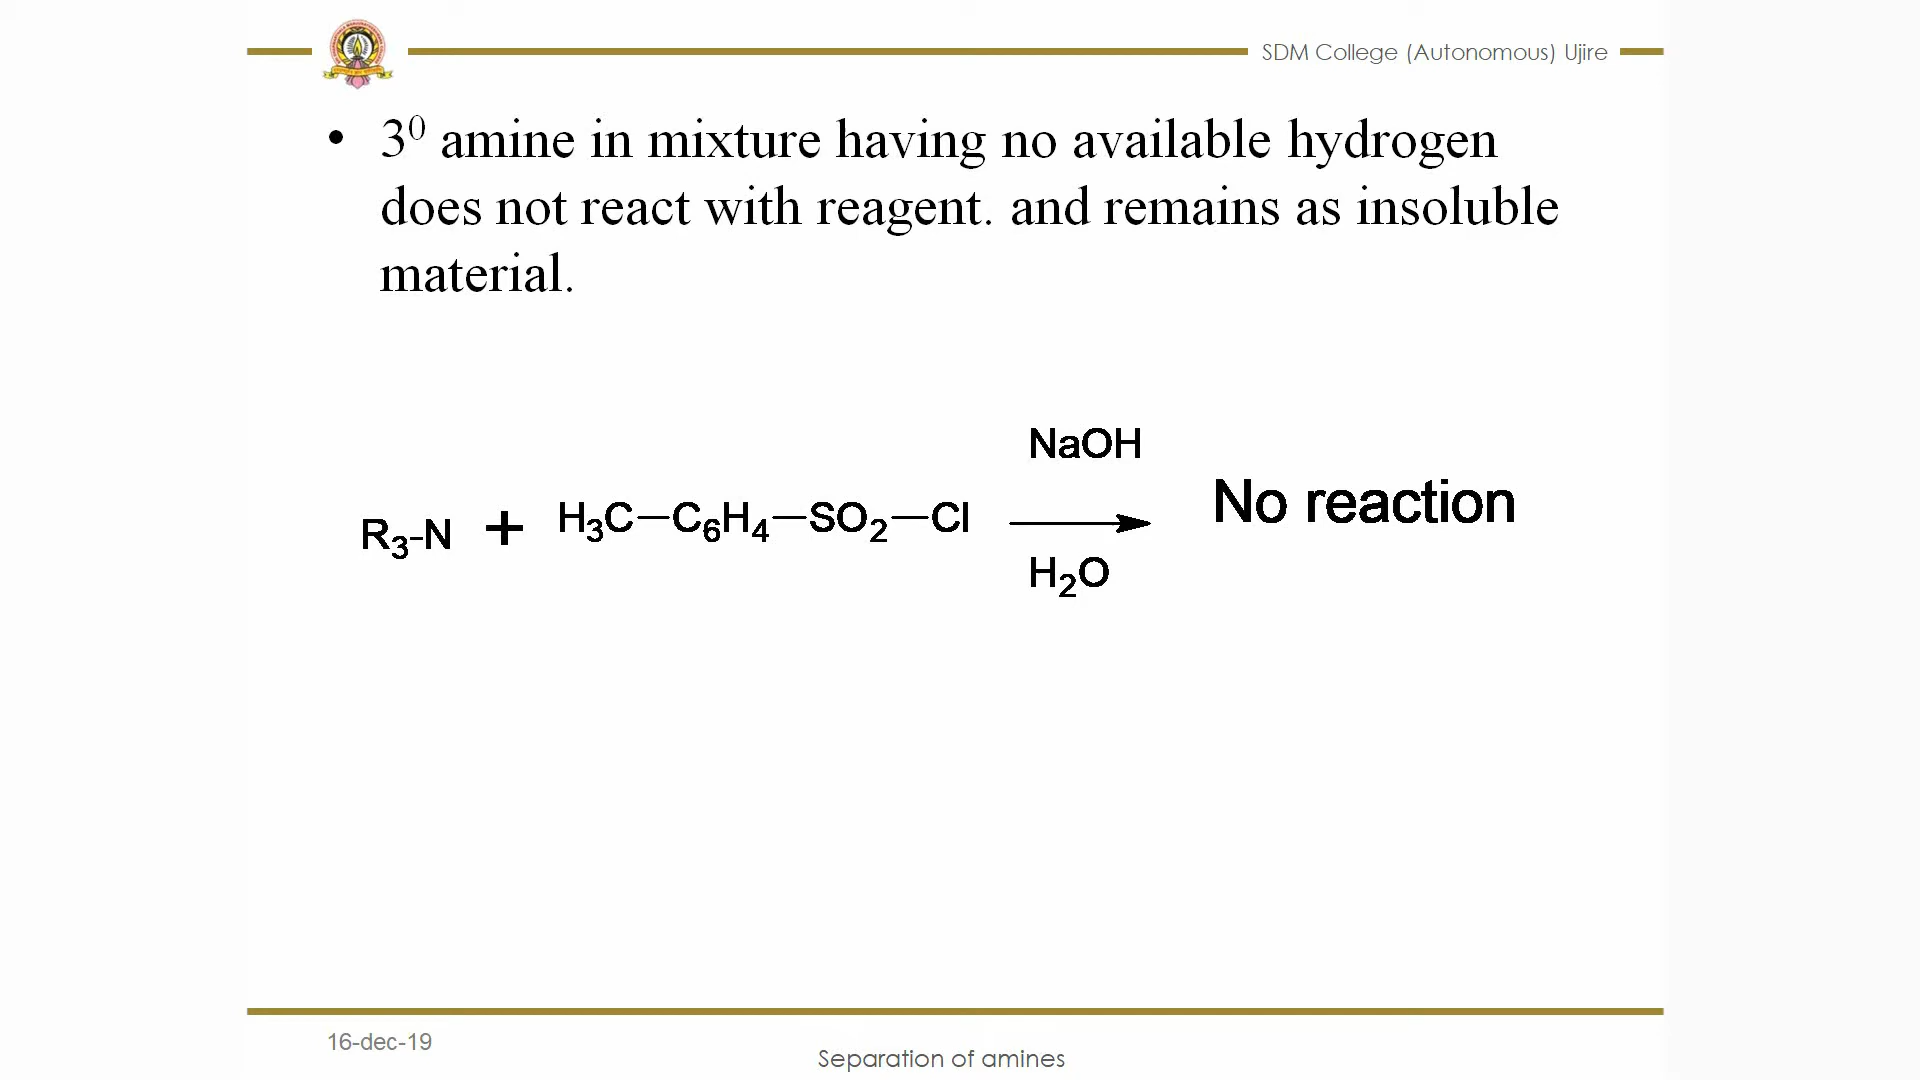 SDM College (Autonomous) Ujire
• 3⁰ amine in mixture having no available hydrogen
does not react with reagent. and remains as insoluble
material.
NaOH
R₃-N + H₃C—C₆H₄—SO₂—Cl → No reaction
H₂O
16-dec-19
Separation of amines